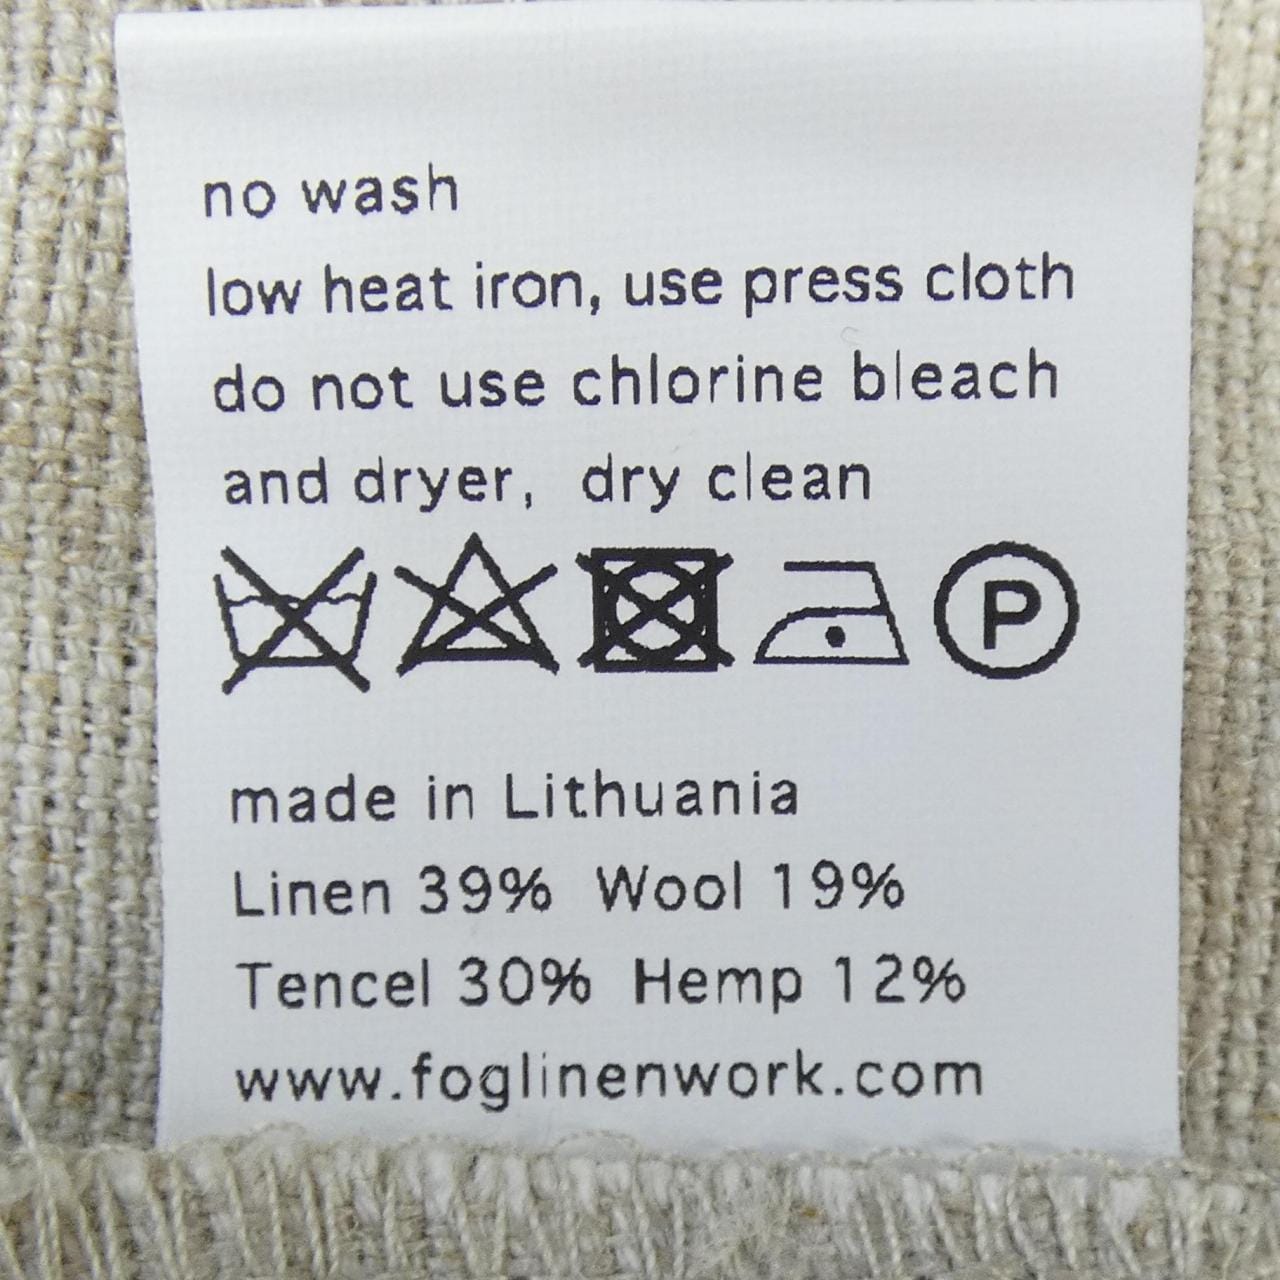 no wash
low heat iron, use press cloth
do not use chlorine bleach
and dryer, dry clean
P
made in Lithuania
Linen 39% Wool 19%
Tencel 30% Hemp 12%
www.foglinenwork.com